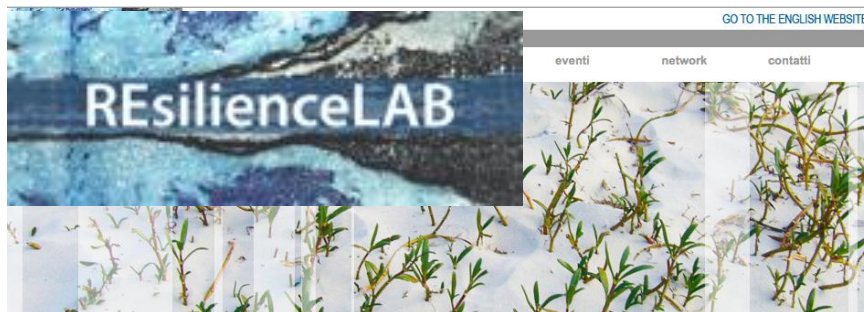 GO TO THE ENGLISH WEBSITE
eventi network contatti
REsilienceLAB